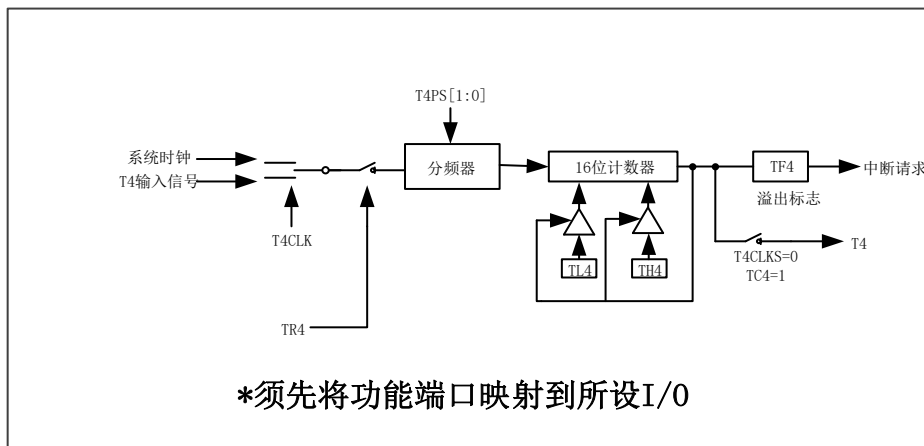 T4PS[1:0]
系统时钟
T4输入信号
分频器
16位计数器
TF4
中断请求
溢出标志
T4CLK
TL4
TH4
T4
T4CLKS=0
TC4=1
TR4
*须先将功能端口映射到所设I/O